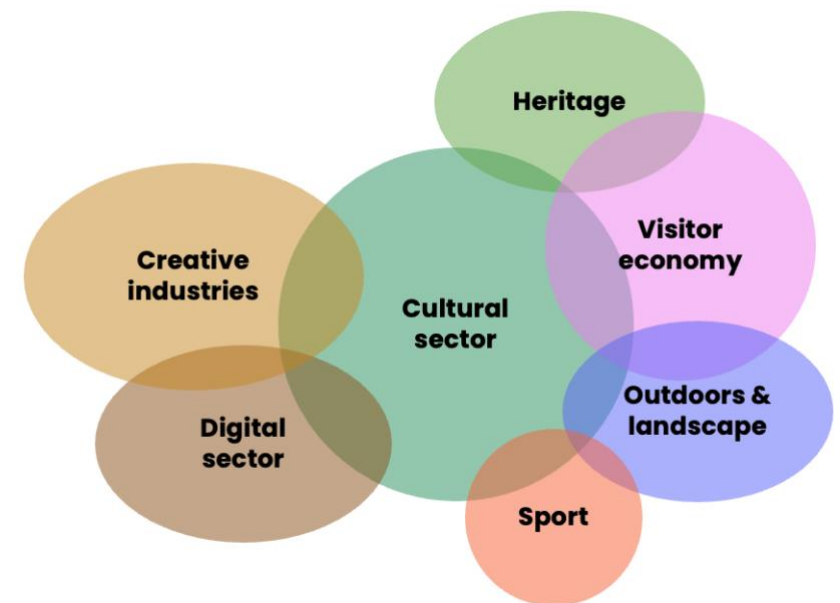 Heritage
Visitor
economy
Creative
industries
Cultural
sector
Outdoors &
landscape
Digital
sector
Sport